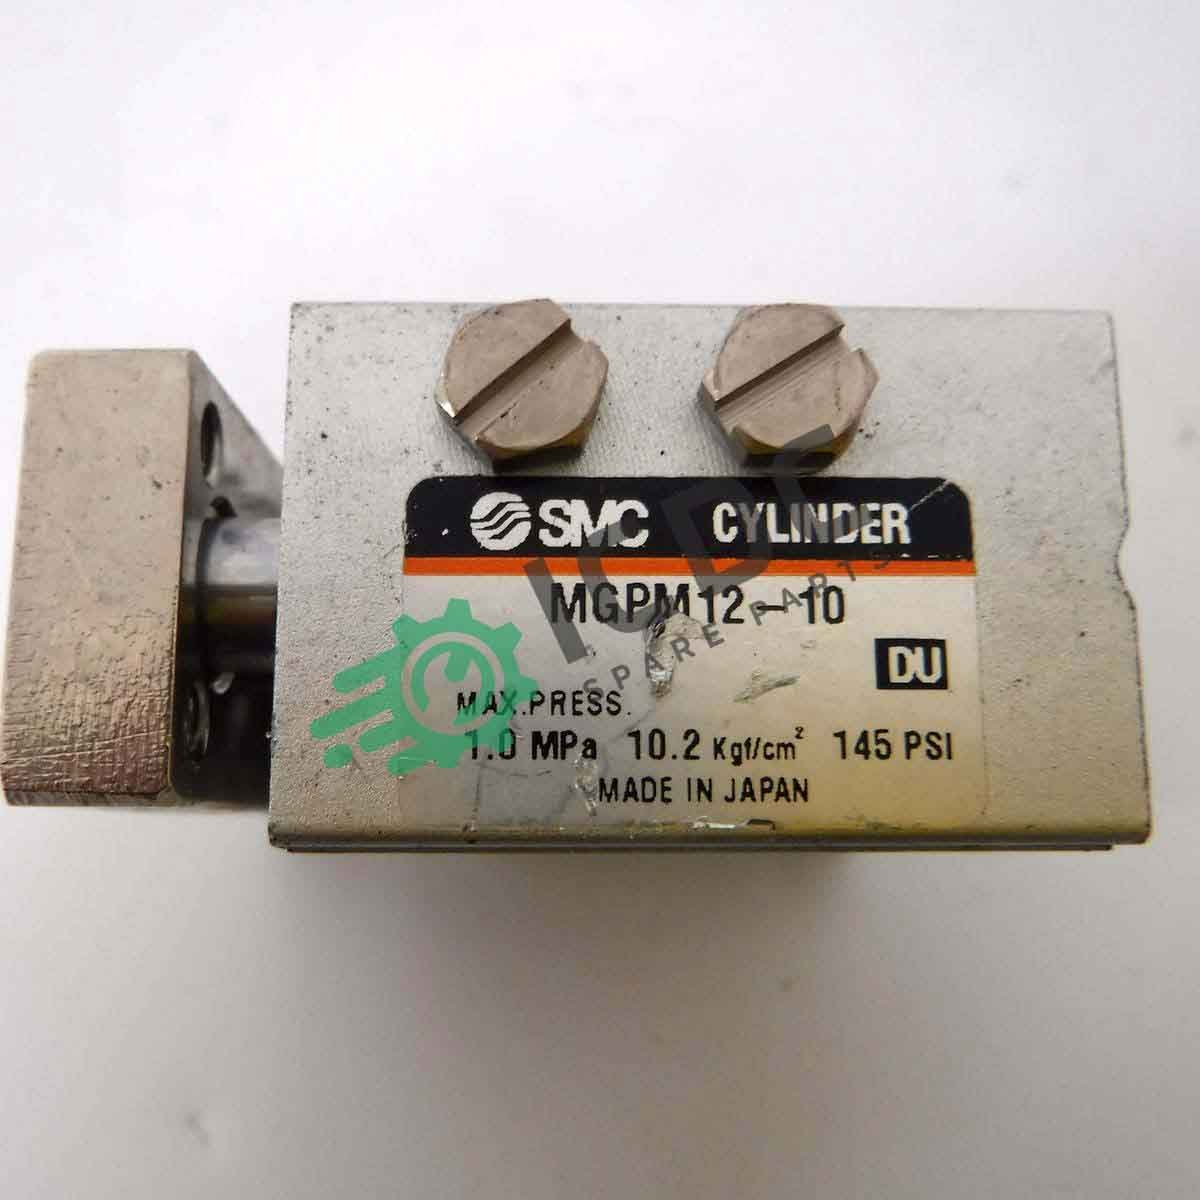 SMC CYLINDER
MGPM12-10
DU
MAX.PRESS.
1.0 MPa 10.2 Kgf/cm² 145 PSI
MADE IN JAPAN
ICDC
SPARE PARTS